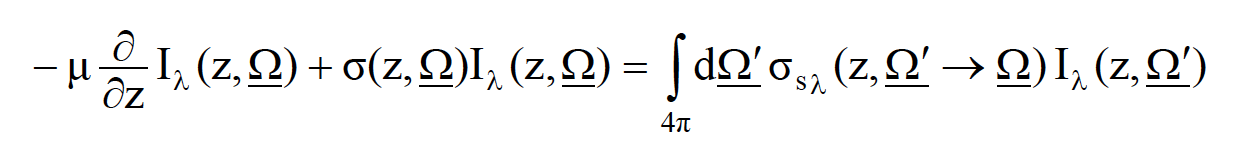 − μ ∂/∂z I_λ (z, Ω) + σ(z, Ω)I_λ (z, Ω) = ∫_{4π} dΩ′ σ_{sλ} (z, Ω′ → Ω) I_λ (z, Ω′)